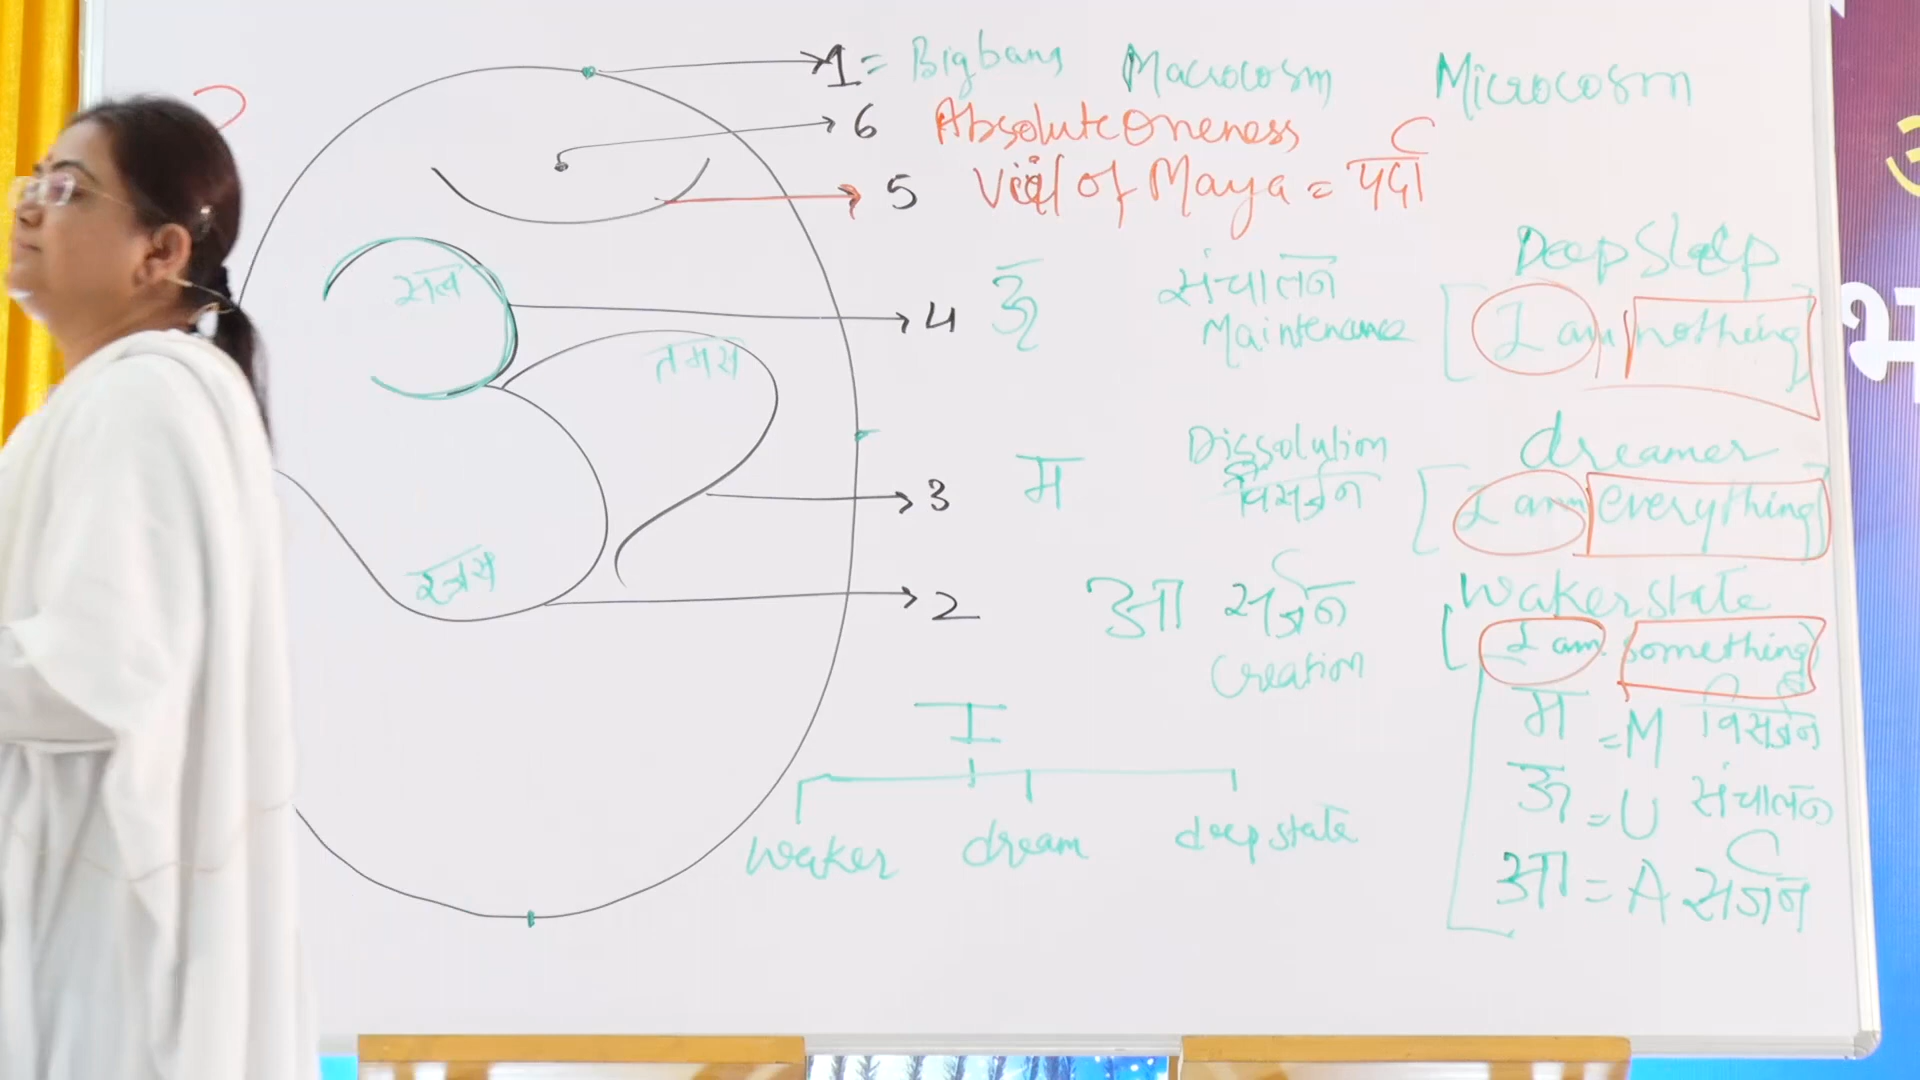 1 = Bigbang Macrocosm Microcosm
6 Absolute Oneness
5 Veil of Maya = पर्दा
Deep Sleep
सत्व
4 ऊ संचालन
Maintenance
[I am nothing]
तमस
dreamer
Dissolution
3 म विसर्जन
[I am everything]
रजस
Waker state
2 आ सर्जन
Creation
[I am something]
I
म = M विसर्जन
ऊ = U संचालन
waker dream deep state
आ = A सर्जन